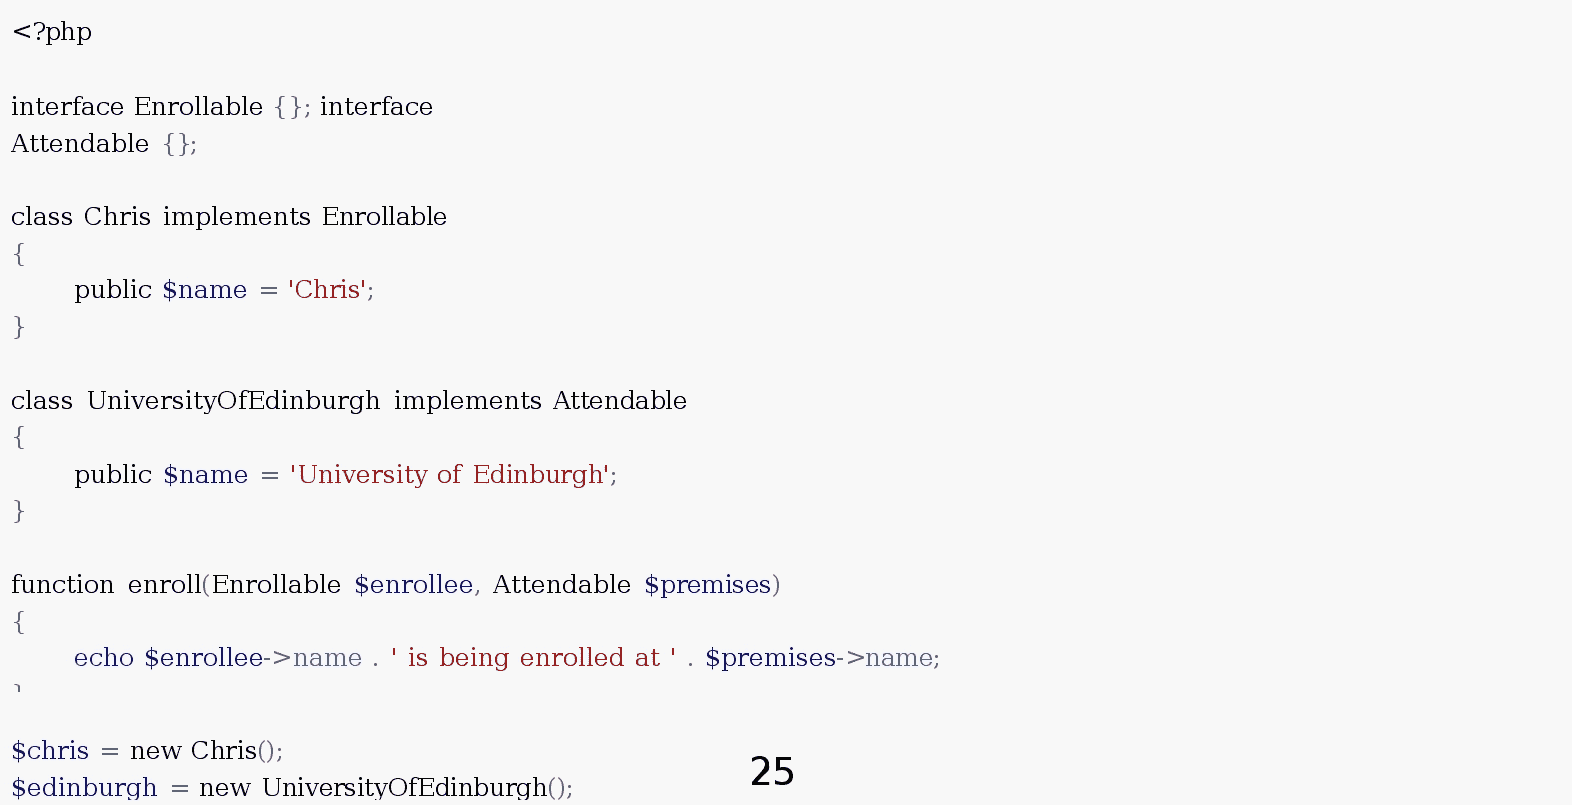 <?php
interface Enrollable {}; interface
Attendable {};
class Chris implements Enrollable
{
public $name = 'Chris';
}
class UniversityOfEdinburgh implements Attendable
{
public $name = 'University of Edinburgh';
}
function enroll(Enrollable $enrollee, Attendable $premises)
{
echo $enrollee->name . ' is being enrolled at ' . $premises->name;
}
$chris = new Chris();
$edinburgh = new UniversityOfEdinburgh();
25